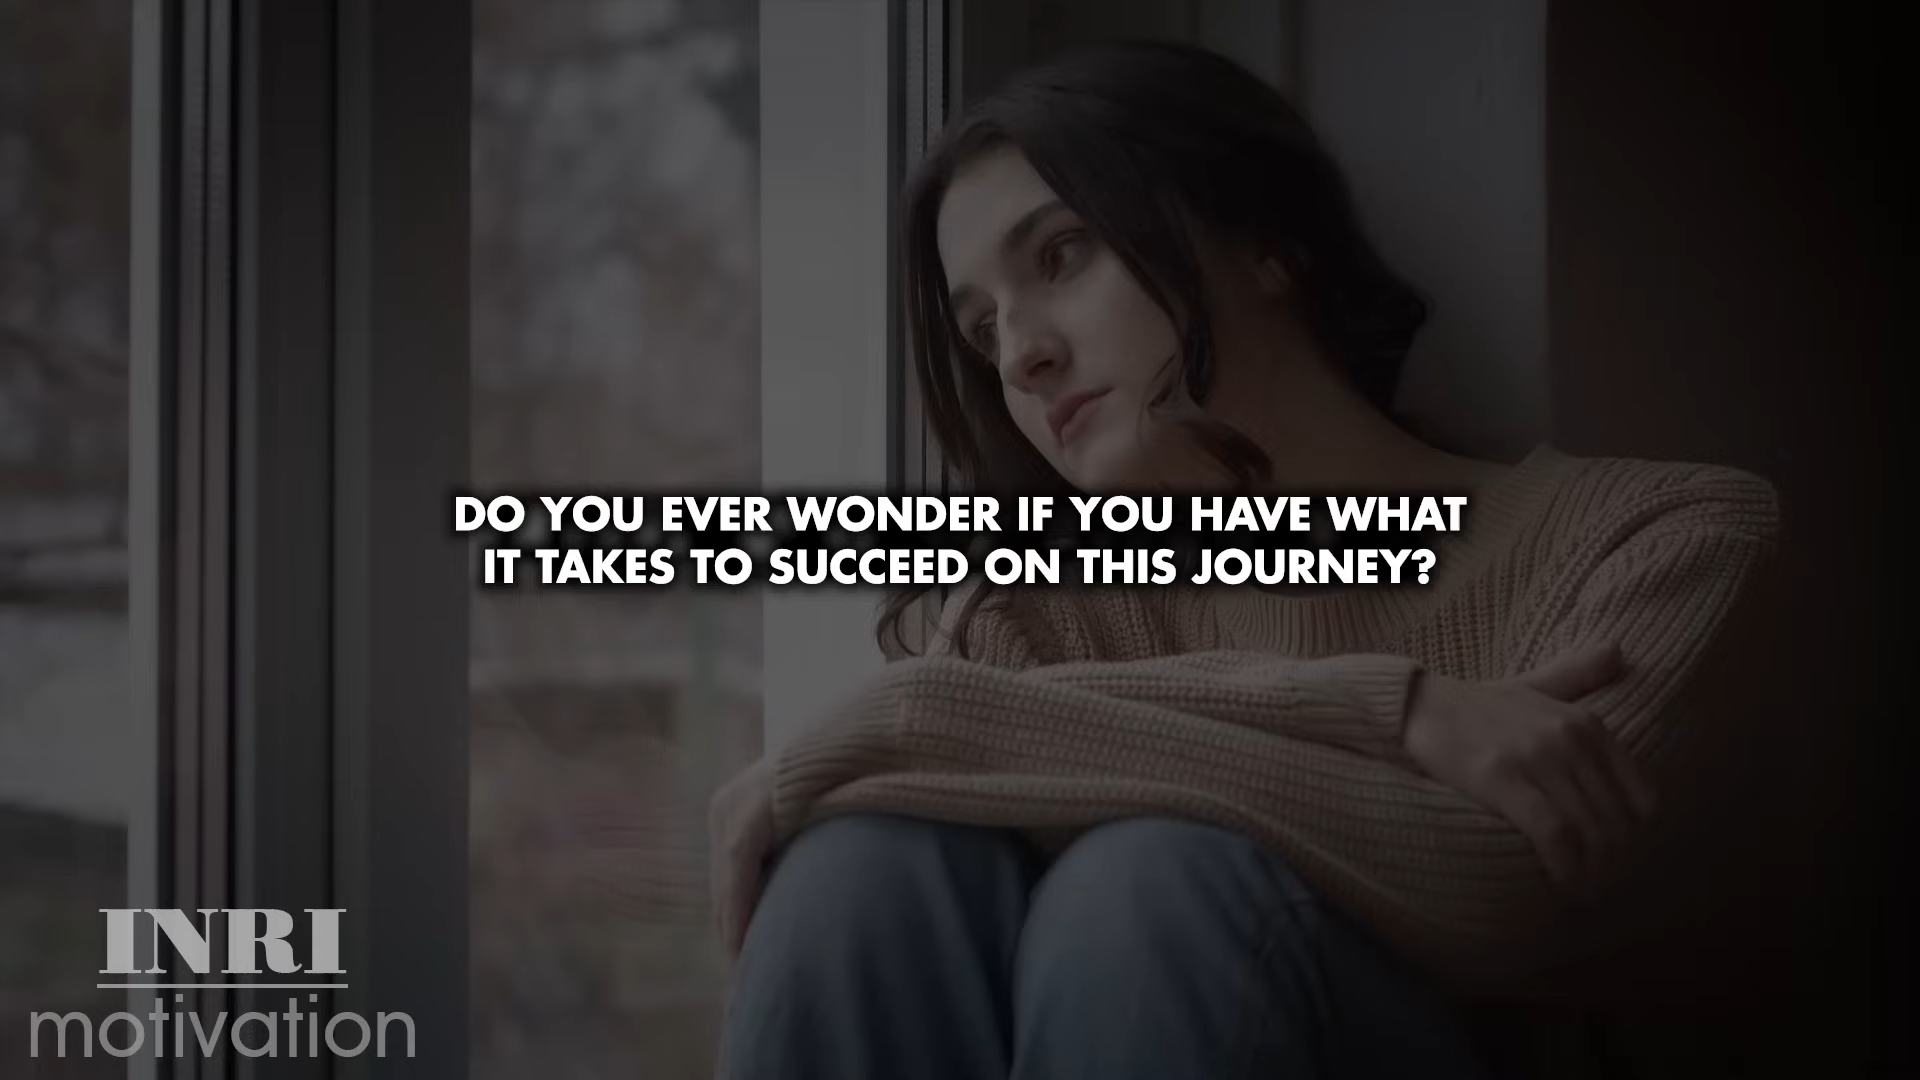 DO YOU EVER WONDER IF YOU HAVE WHAT
IT TAKES TO SUCCEED ON THIS JOURNEY?
INRI
motivation